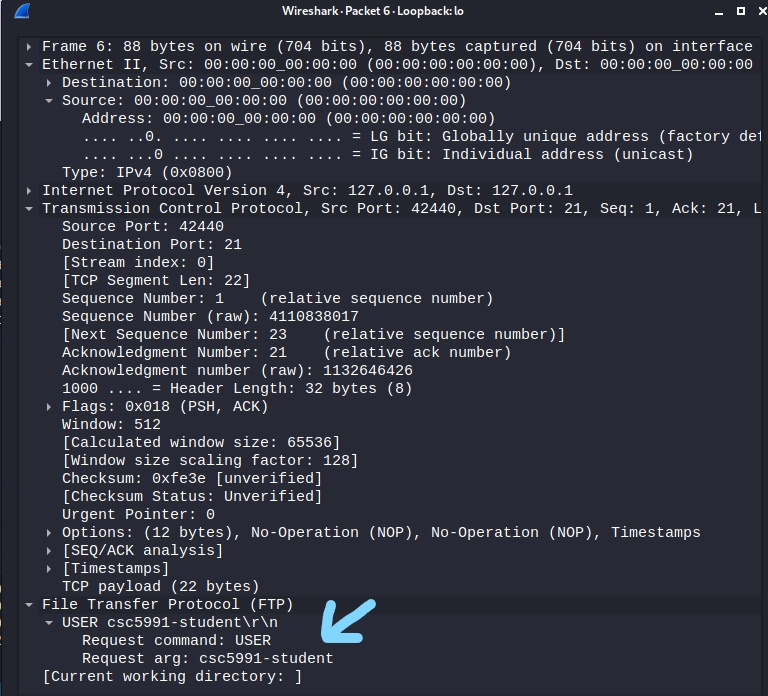 Wireshark · Packet 6 · Loopback: lo
Frame 6: 88 bytes on wire (704 bits), 88 bytes captured (704 bits) on interface
Ethernet II, Src: 00:00:00_00:00:00 (00:00:00:00:00:00), Dst: 00:00:00_00:00:00
Destination: 00:00:00_00:00:00 (00:00:00:00:00:00)
Source: 00:00:00_00:00:00 (00:00:00:00:00:00)
Address: 00:00:00_00:00:00 (00:00:00:00:00:00)
.... ..0. .... .... .... .... = LG bit: Globally unique address (factory def
.... ...0 .... .... .... .... = IG bit: Individual address (unicast)
Type: IPv4 (0x0800)
Internet Protocol Version 4, Src: 127.0.0.1, Dst: 127.0.0.1
Transmission Control Protocol, Src Port: 42440, Dst Port: 21, Seq: 1, Ack: 21, L
Source Port: 42440
Destination Port: 21
[Stream index: 0]
[TCP Segment Len: 22]
Sequence Number: 1    (relative sequence number)
Sequence Number (raw): 4110838017
[Next Sequence Number: 23    (relative sequence number)]
Acknowledgment Number: 21    (relative ack number)
Acknowledgment number (raw): 1132646426
1000 .... = Header Length: 32 bytes (8)
Flags: 0x018 (PSH, ACK)
Window: 512
[Calculated window size: 65536]
[Window size scaling factor: 128]
Checksum: 0xfe3e [unverified]
[Checksum Status: Unverified]
Urgent Pointer: 0
Options: (12 bytes), No-Operation (NOP), No-Operation (NOP), Timestamps
[SEQ/ACK analysis]
[Timestamps]
TCP payload (22 bytes)
File Transfer Protocol (FTP)
USER csc5991-student\r\n
Request command: USER
Request arg: csc5991-student
[Current working directory: ]